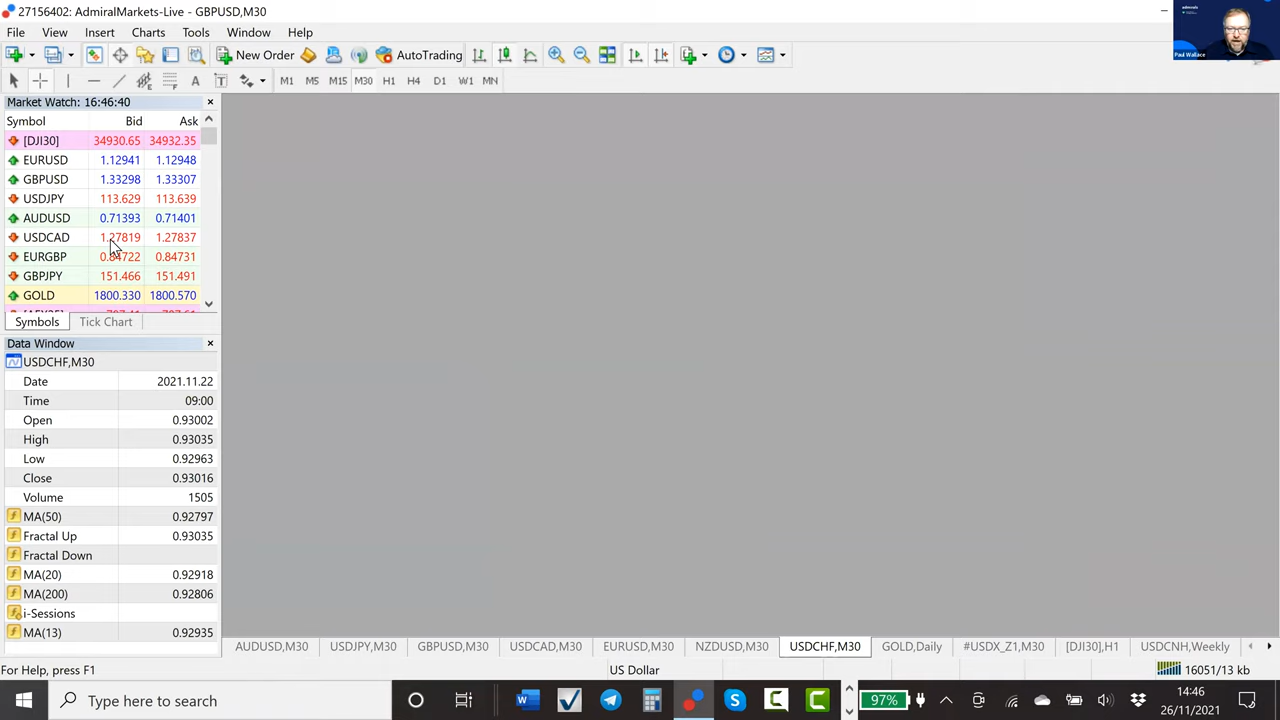 27156402: AdmiralMarkets-Live - GBPUSD,M30
admirals
Paul Wallace
File View Insert Charts Tools Window Help
New Order AutoTrading
A T M1 M5 M15 M30 H1 H4 D1 W1 MN
Market Watch: 16:46:40
Symbol Bid Ask
[DJI30] 34930.65 34932.35
EURUSD 1.12941 1.12948
GBPUSD 1.33298 1.33307
USDJPY 113.629 113.639
AUDUSD 0.71393 0.71401
USDCAD 1.27819 1.27837
EURGBP 0.84722 0.84731
GBPJPY 151.466 151.491
GOLD 1800.330 1800.570
Symbols Tick Chart
Data Window
USDCHF,M30
Date 2021.11.22
Time 09:00
Open 0.93002
High 0.93035
Low 0.92963
Close 0.93016
Volume 1505
MA(50) 0.92797
Fractal Up 0.93035
Fractal Down
MA(20) 0.92918
MA(200) 0.92806
i-Sessions
MA(13) 0.92935
AUDUSD,M30 USDJPY,M30 GBPUSD,M30 USDCAD,M30 EURUSD,M30 NZDUSD,M30 USDCHF,M30 GOLD,Daily #USDX_Z1,M30 [DJI30],H1 USDCNH,Weekly
For Help, press F1 US Dollar 16051/13 kb
Type here to search 97% 14:46
26/11/2021